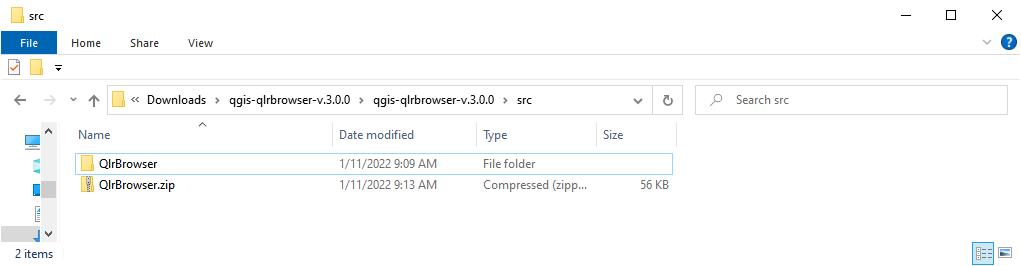 src
File Home Share View
« Downloads > qgis-qlrbrowser-v.3.0.0 > qgis-qlrbrowser-v.3.0.0 > src Search src
Name Date modified Type Size
QlrBrowser 1/11/2022 9:09 AM File folder
QlrBrowser.zip 1/11/2022 9:13 AM Compressed (zipp... 56 KB
2 items